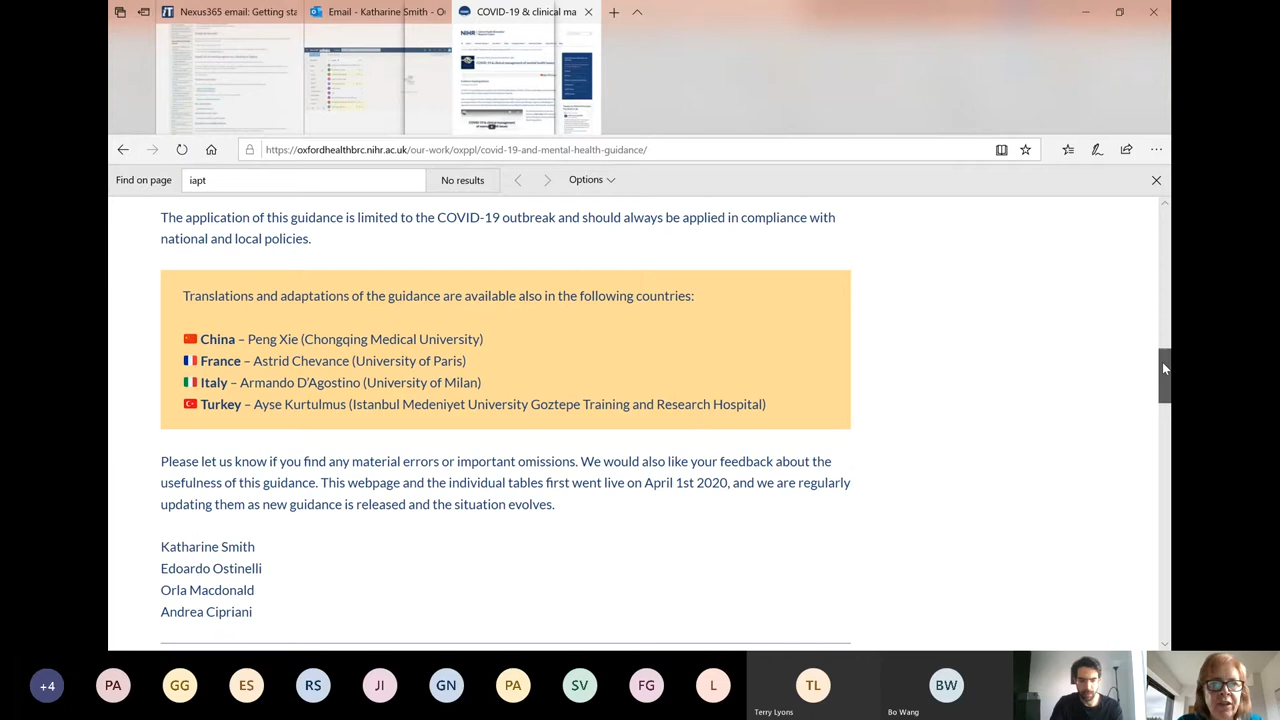 Nexus365 email: Getting sta
Email - Katharine Smith - O
COVID-19 & clinical ma
NIHR
https://oxfordhealthbrc.nihr.ac.uk/our-work/oxppl/covid-19-and-mental-health-guidance/
Find on page
iapt
No results
Options
The application of this guidance is limited to the COVID-19 outbreak and should always be applied in compliance with
national and local policies.
Translations and adaptations of the guidance are available also in the following countries:
China – Peng Xie (Chongqing Medical University)
France – Astrid Chevance (University of Paris)
Italy – Armando D'Agostino (University of Milan)
Turkey – Ayse Kurtulmus (Istanbul Medeniyet University Goztepe Training and Research Hospital)
Please let us know if you find any material errors or important omissions. We would also like your feedback about the
usefulness of this guidance. This webpage and the individual tables first went live on April 1st 2020, and we are regularly
updating them as new guidance is released and the situation evolves.
Katharine Smith
Edoardo Ostinelli
Orla Macdonald
Andrea Cipriani
+4
PA
GG
ES
RS
JI
GN
PA
SV
FG
L
TL
BW
Terry Lyons
Bo Wang